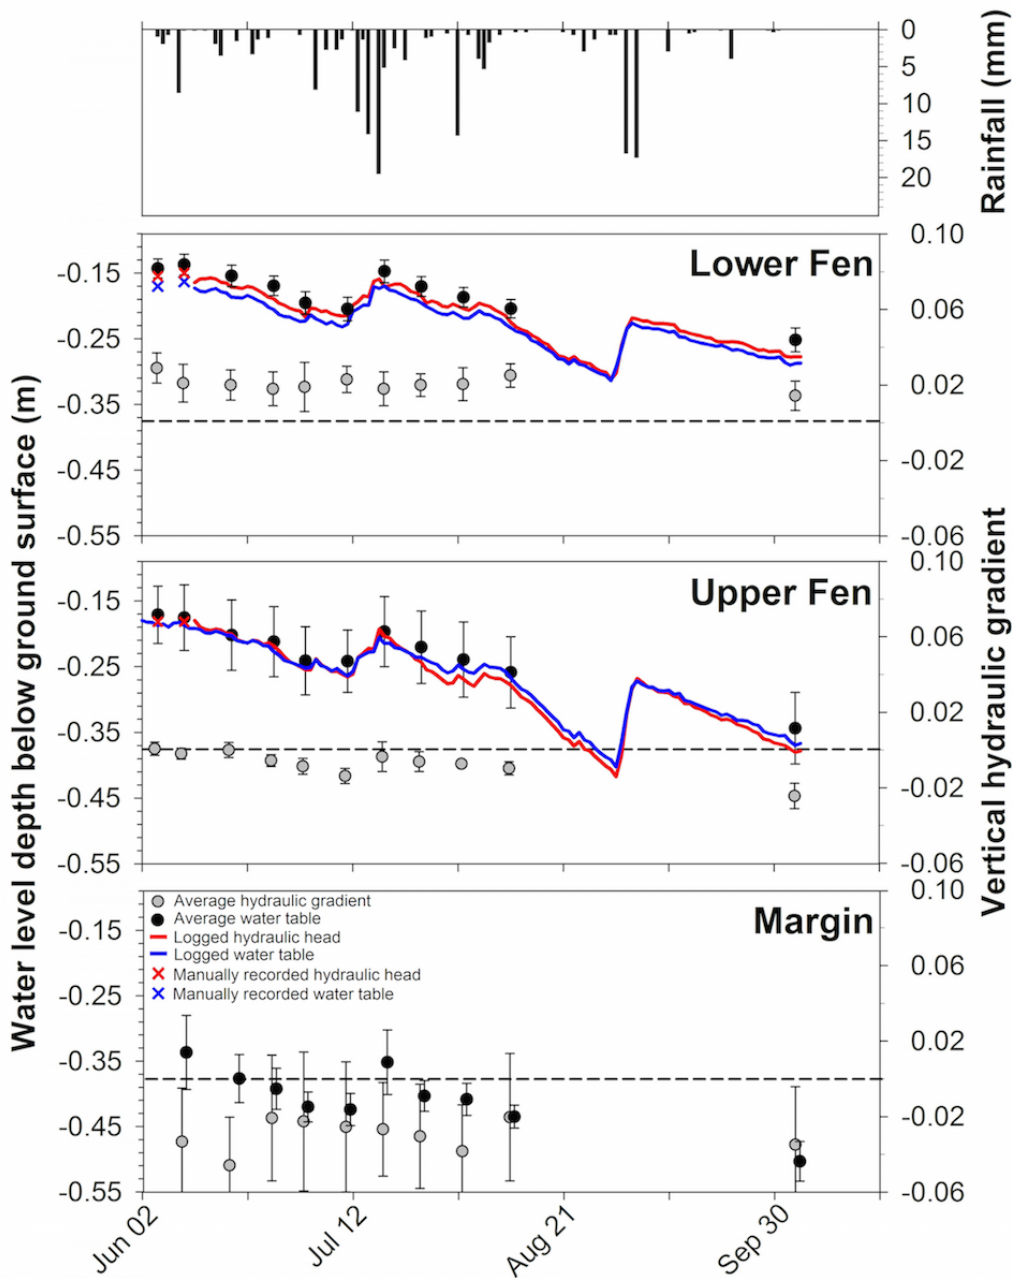 0
5
10
15
20
Rainfall (mm)
Lower Fen
-0.15
-0.25
-0.35
-0.45
-0.55
0.10
0.06
0.02
-0.02
-0.06
Upper Fen
-0.15
-0.25
-0.35
-0.45
-0.55
0.10
0.06
0.02
-0.02
-0.06
Water level depth below ground surface (m)
Vertical hydraulic gradient
Margin
Average hydraulic gradient
Average water table
Logged hydraulic head
Logged water table
Manually recorded hydraulic head
Manually recorded water table
-0.15
-0.25
-0.35
-0.45
-0.55
0.10
0.06
0.02
-0.02
-0.06
Jun 02
Jul 12
Aug 21
Sep 30